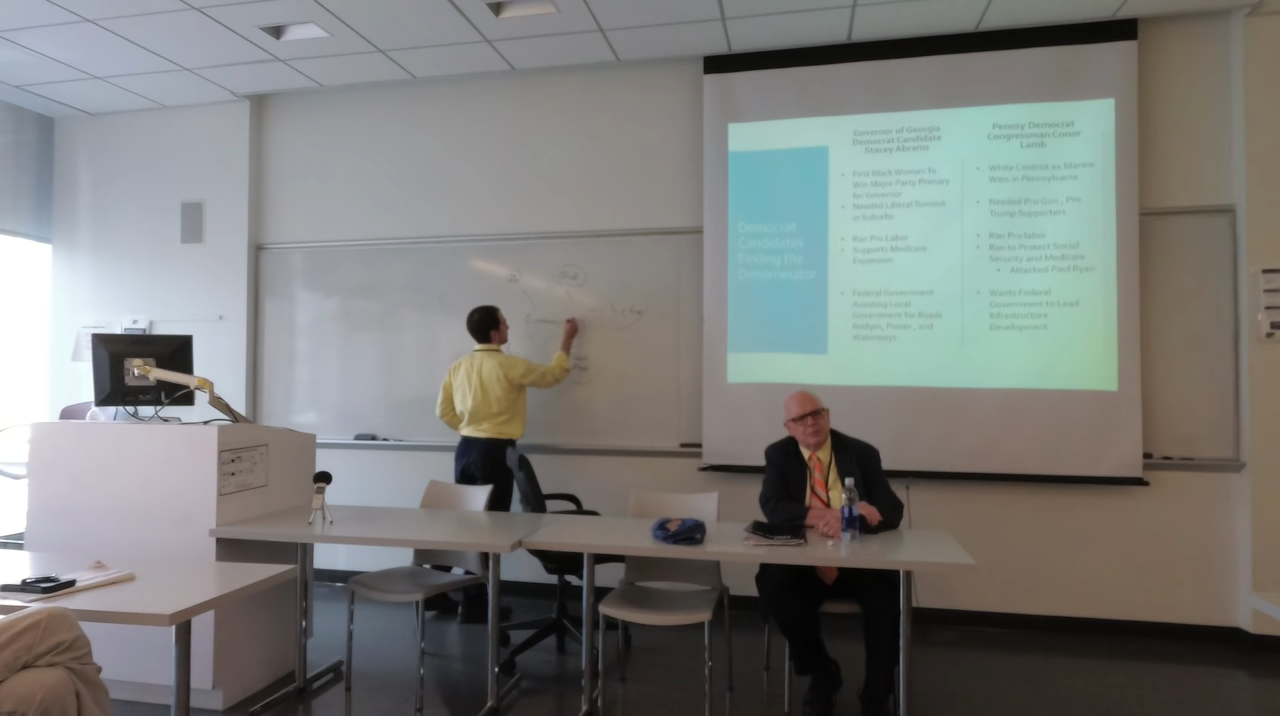 Democrat
Candidates
Finding the
Denominator
Governor of Georgia
Democrat Candidate
Stacey Abrams
First Black Woman To
Win Major Party Primary
for Governor
Needed Liberal Turnout
in Suburbs
Ran Pro Labor
Supports Medicare
Expansion
Federal Government
Assisting Local
Government for Roads
Bridges, Power, and
Waterways
Pennsy Democrat
Congressman Conor
Lamb
White Centrist ex Marine
Wins in Pennsylvania
Needed Pro Gun, Pro
Trump Supporters
Ran Pro labor
Ran to Protect Social
Security and Medicare
Attacked Paul Ryan
Wants Federal
Government to Lead
Infrastructure
Development